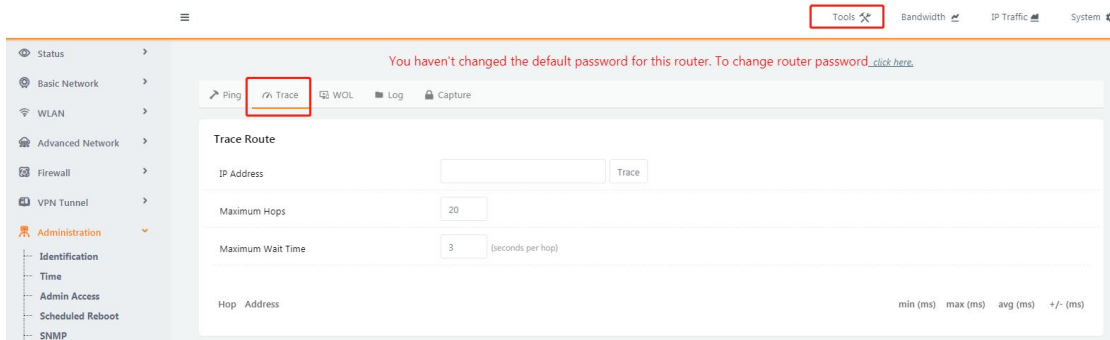 Tools Bandwidth IP Traffic System
Status
You haven't changed the default password for this router. To change router password click here.
Basic Network
Ping Trace WOL Log Capture
WLAN
Advanced Network
Trace Route
Firewall
IP Address Trace
VPN Tunnel
Maximum Hops 20
Administration
Maximum Wait Time 3 (seconds per hop)
Identification
Time
Admin Access
Hop Address min (ms) max (ms) avg (ms) +/- (ms)
Scheduled Reboot
SNMP